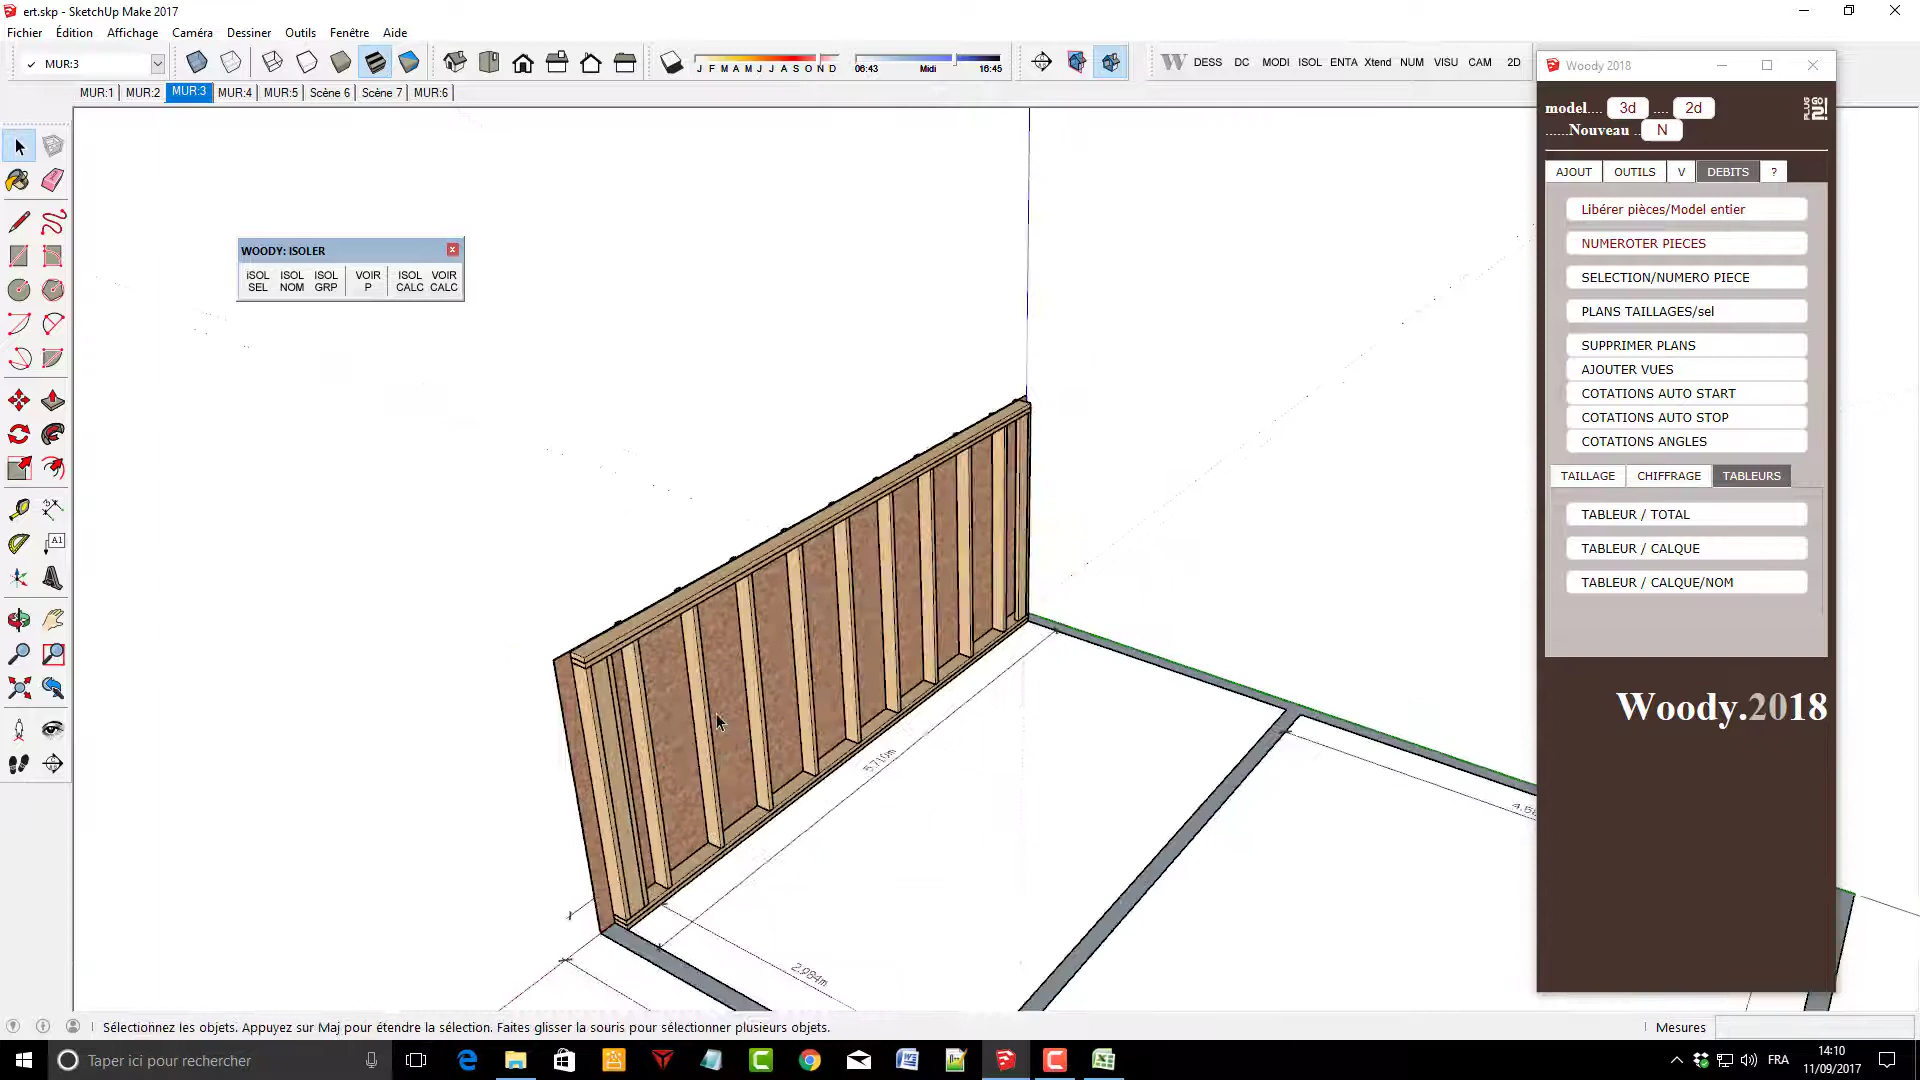 ert.skp - SketchUp Make 2017
Fichier Édition Affichage Caméra Dessiner Outils Fenêtre Aide
MUR:3
J F M A M J J A S O N D
06:43 Midi 16:45
DESS DC MODI ISOL ENTA Xtend NUM VISU CAM 2D
MUR:1 MUR:2 MUR:3 MUR:4 MUR:5 Scène 6 Scène 7 MUR:6
WOODY: ISOLER
iSOL SEL
ISOL NOM
ISOL GRP
VOIR P
ISOL CALC
VOIR CALC
A1
5.710m
2.984m
Woody 2018
model.... 3d .... 2d
......Nouveau .. N
PLUG
AJOUT OUTILS V DEBITS ?
Libérer pièces/Model entier
NUMEROTER PIECES
SELECTION/NUMERO PIECE
PLANS TAILLAGES/sel
SUPPRIMER PLANS
AJOUTER VUES
COTATIONS AUTO START
COTATIONS AUTO STOP
COTATIONS ANGLES
TAILLAGE CHIFFRAGE TABLEURS
TABLEUR / TOTAL
TABLEUR / CALQUE
TABLEUR / CALQUE/NOM
Woody.2018
Sélectionnez les objets. Appuyez sur Maj pour étendre la sélection. Faites glisser la souris pour sélectionner plusieurs objets.
Mesures
Taper ici pour rechercher
FRA
14:10
11/09/2017